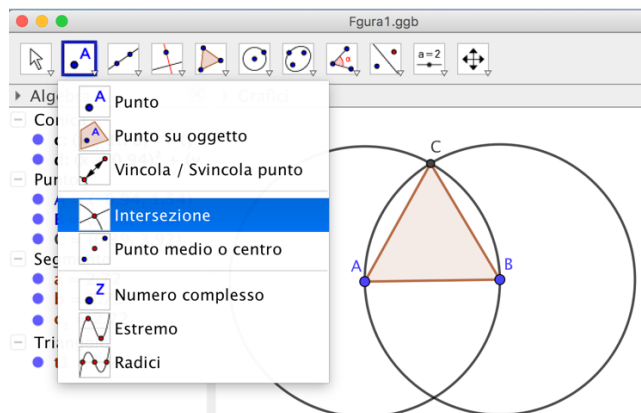 Fgura1.ggb
A
α
a=2
Alge
Grafici
Co
c
c
Pun
A
B
Seg
a
b
Tria
t
A Punto
A Punto su oggetto
Vincola / Svincola punto
Intersezione
Punto medio o centro
Z Numero complesso
Estremo
Radici
C
A
B